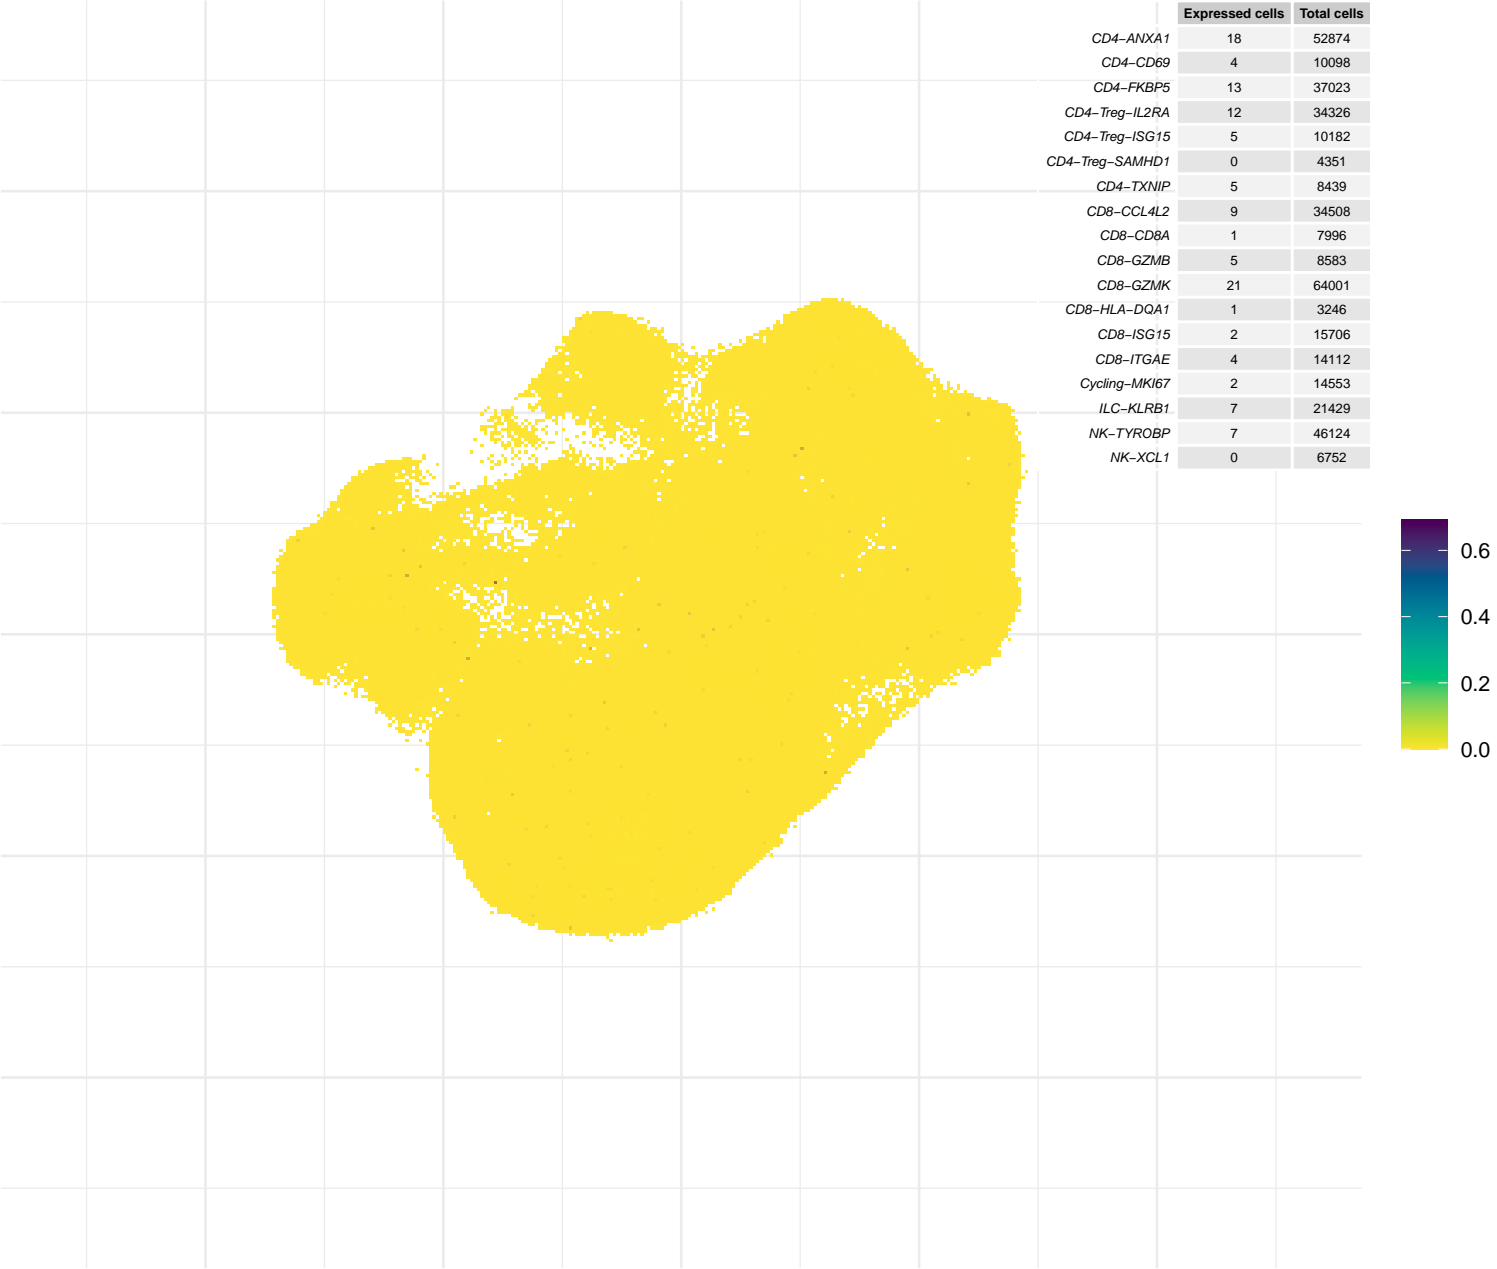 Expressed cells Total cells
CD4−ANXA1 18 52874
CD4−CD69 4 10098
CD4−FKBP5 13 37023
CD4−Treg−IL2RA 12 34326
CD4−Treg−ISG15 5 10182
CD4−Treg−SAMHD1 0 4351
CD4−TXNIP 5 8439
CD8−CCL4L2 9 34508
CD8−CD8A 1 7996
CD8−GZMB 5 8583
CD8−GZMK 21 64001
CD8−HLA−DQA1 1 3246
CD8−ISG15 2 15706
CD8−ITGAE 4 14112
Cycling−MKI67 2 14553
ILC−KLRB1 7 21429
NK−TYROBP 7 46124
NK−XCL1 0 6752
0.6
0.4
0.2
0.0